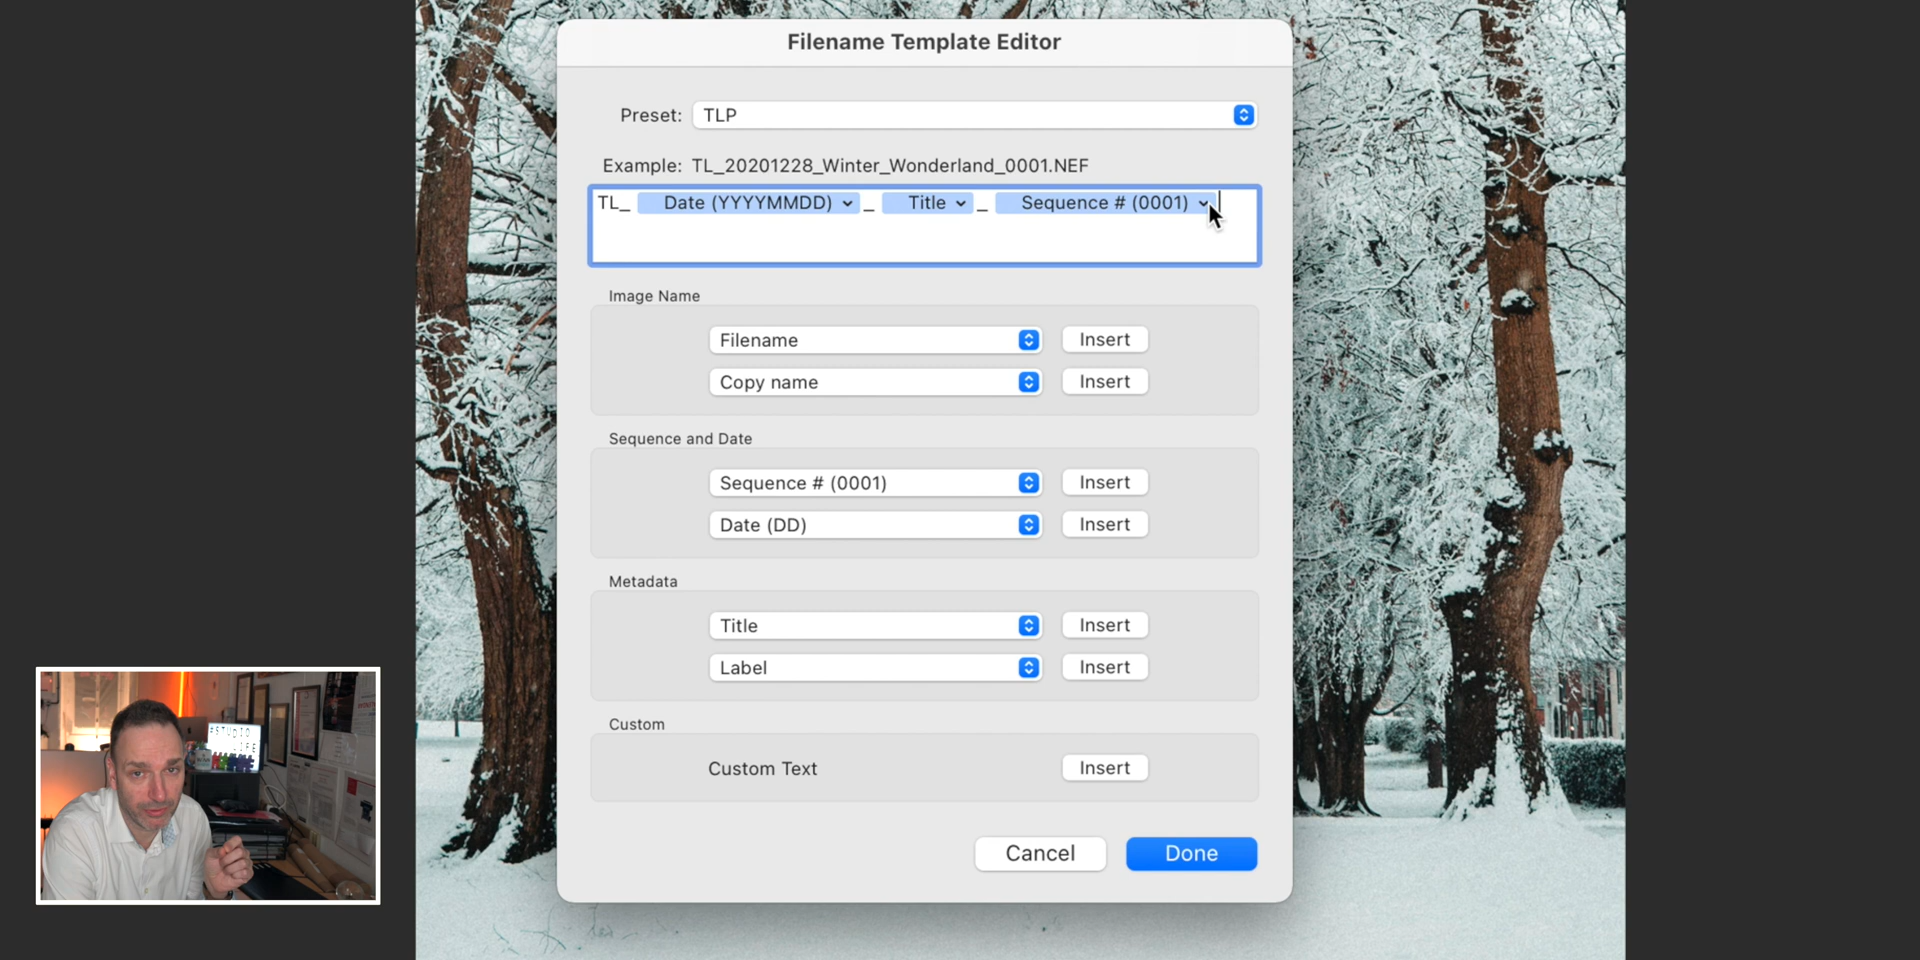 Filename Template Editor
Preset: TLP
Example: TL_20201228_Winter_Wonderland_0001.NEF
TL_ Date (YYYYMMDD) _ Title _ Sequence # (0001)
Image Name
Filename Insert
Copy name Insert
Sequence and Date
Sequence # (0001) Insert
Date (DD) Insert
Metadata
Title Insert
Label Insert
Custom
Custom Text Insert
Cancel Done
#STUDIO
LIFE